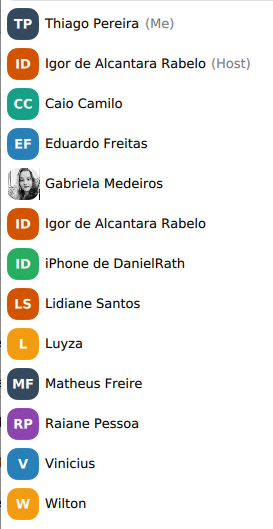 TP Thiago Pereira (Me)
ID Igor de Alcantara Rabelo (Host)
CC Caio Camilo
EF Eduardo Freitas
Gabriela Medeiros
ID Igor de Alcantara Rabelo
ID iPhone de DanielRath
LS Lidiane Santos
L Luyza
MF Matheus Freire
RP Raiane Pessoa
V Vinicius
W Wilton